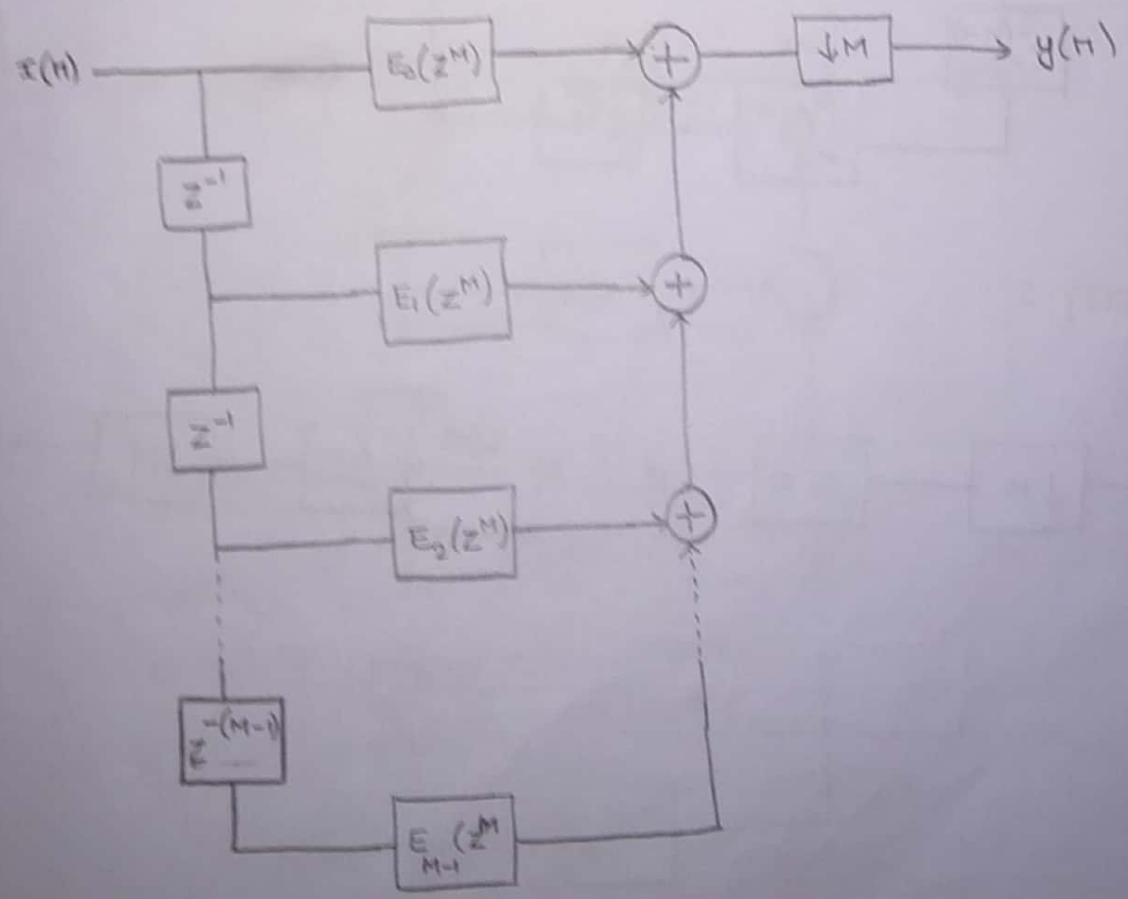 x(n)
E₀(z^M)
+
↓M
y(n)
z⁻¹
E₁(z^M)
+
z⁻¹
E₂(z^M)
+
z^-(M-1)
E_M-1(z^M